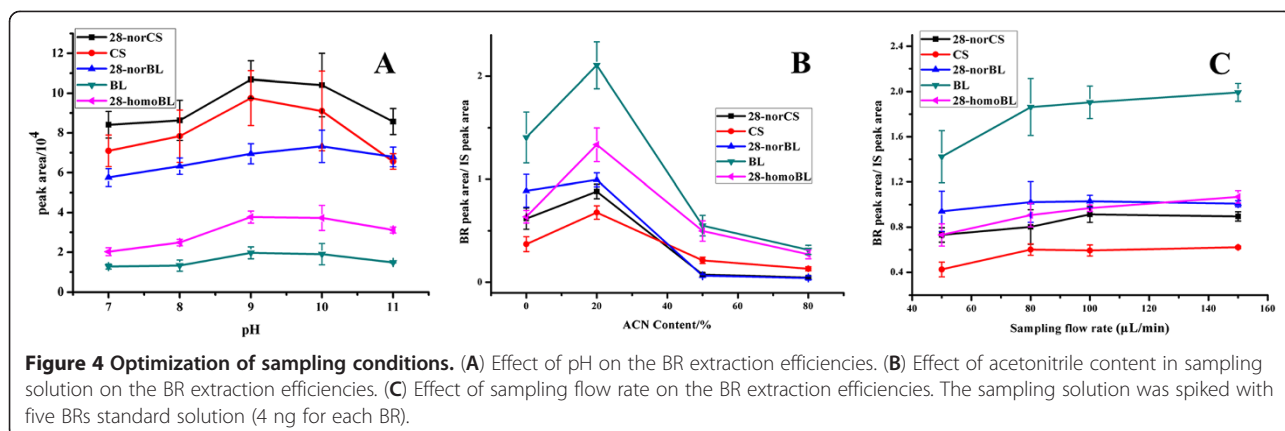 28-norCS
CS
28-norBL
BL
28-homoBL
A
peak area/10⁴
12
10
8
6
4
2
0
7 8 9 10 11
pH
B
BR peak area/ IS peak area
2
1
0
28-norCS
CS
28-norBL
BL
28-homoBL
0 20 40 60 80
ACN Content/%
28-norCS
CS
28-norBL
BL
28-homoBL
C
BR peak area/ IS peak area
2.4
2.0
1.6
1.2
0.8
0.4
40 60 80 100 120 140 160
Sampling flow rate (µL/min)
Figure 4 Optimization of sampling conditions. (A) Effect of pH on the BR extraction efficiencies. (B) Effect of acetonitrile content in sampling
solution on the BR extraction efficiencies. (C) Effect of sampling flow rate on the BR extraction efficiencies. The sampling solution was spiked with
five BRs standard solution (4 ng for each BR).